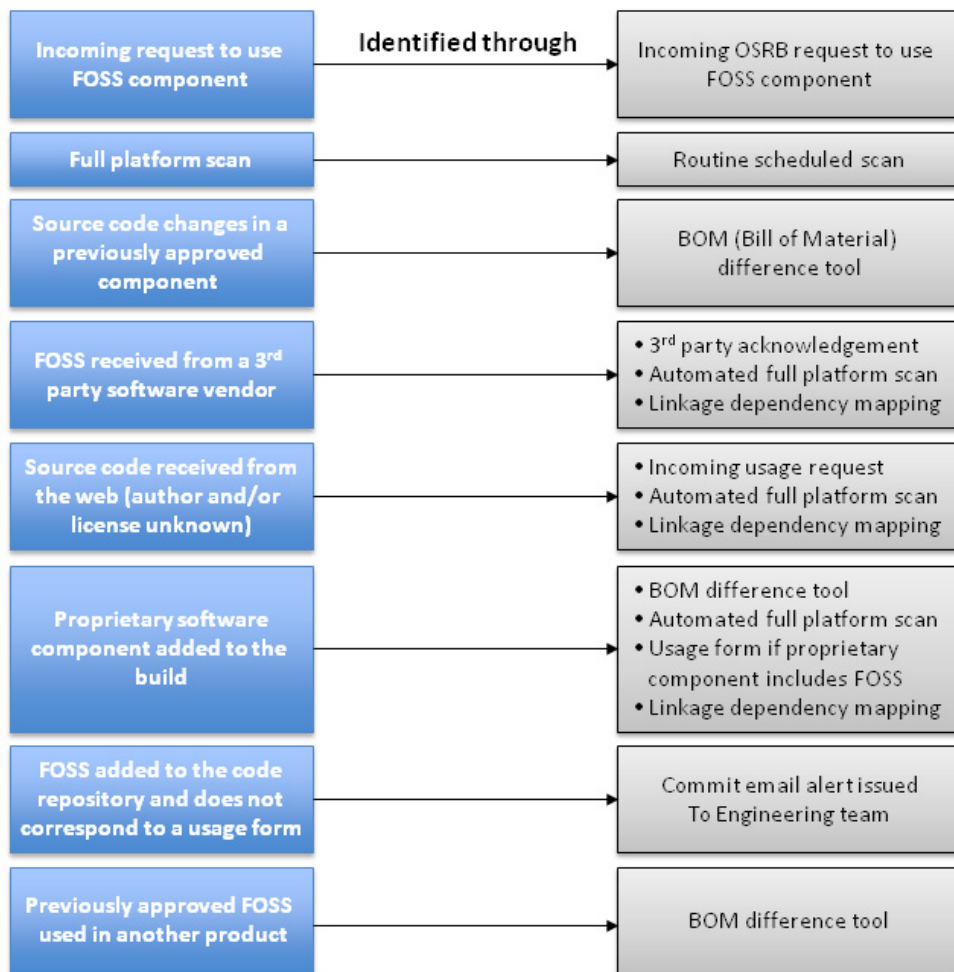 Incoming request to use
FOSS component
Identified through
Incoming OSRB request to use
FOSS component
Full platform scan
Routine scheduled scan
Source code changes in a
previously approved
component
BOM (Bill of Material)
difference tool
FOSS received from a 3rd
party software vendor
• 3rd party acknowledgement
• Automated full platform scan
• Linkage dependency mapping
Source code received from
the web (author and/or
license unknown)
• Incoming usage request
• Automated full platform scan
• Linkage dependency mapping
Proprietary software
component added to the
build
• BOM difference tool
• Automated full platform scan
• Usage form if proprietary
component includes FOSS
• Linkage dependency mapping
FOSS added to the code
repository and does not
correspond to a usage form
Commit email alert issued
To Engineering team
Previously approved FOSS
used in another product
BOM difference tool